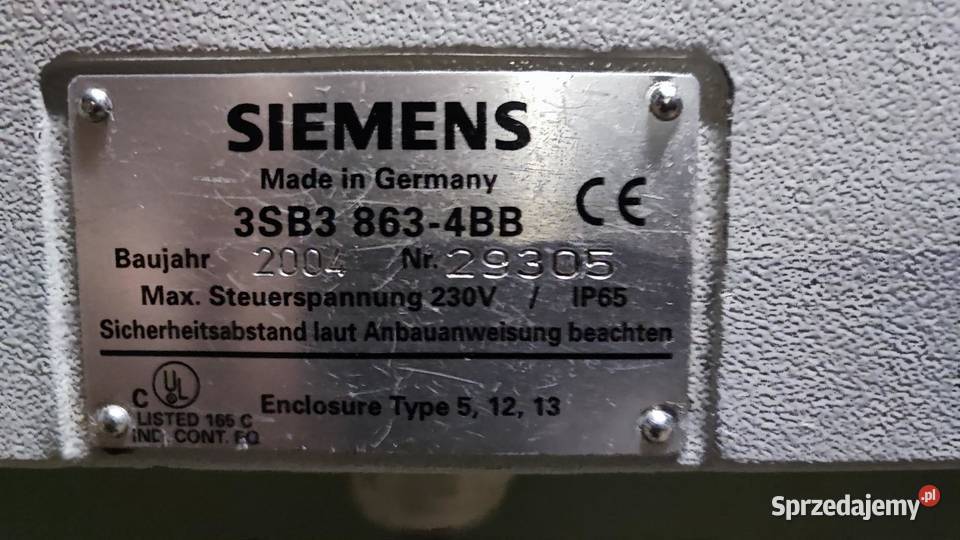 SIEMENS
Made in Germany
3SB3 863-4BB CE
Baujahr 2004 Nr. 29305
Max. Steuerspannung 230V / IP65
Sicherheitsabstand laut Anbauanweisung beachten
C UL
LISTED 165 C
IND. CONT. EQ
Enclosure Type 5, 12, 13
Sprzedajemy.pl